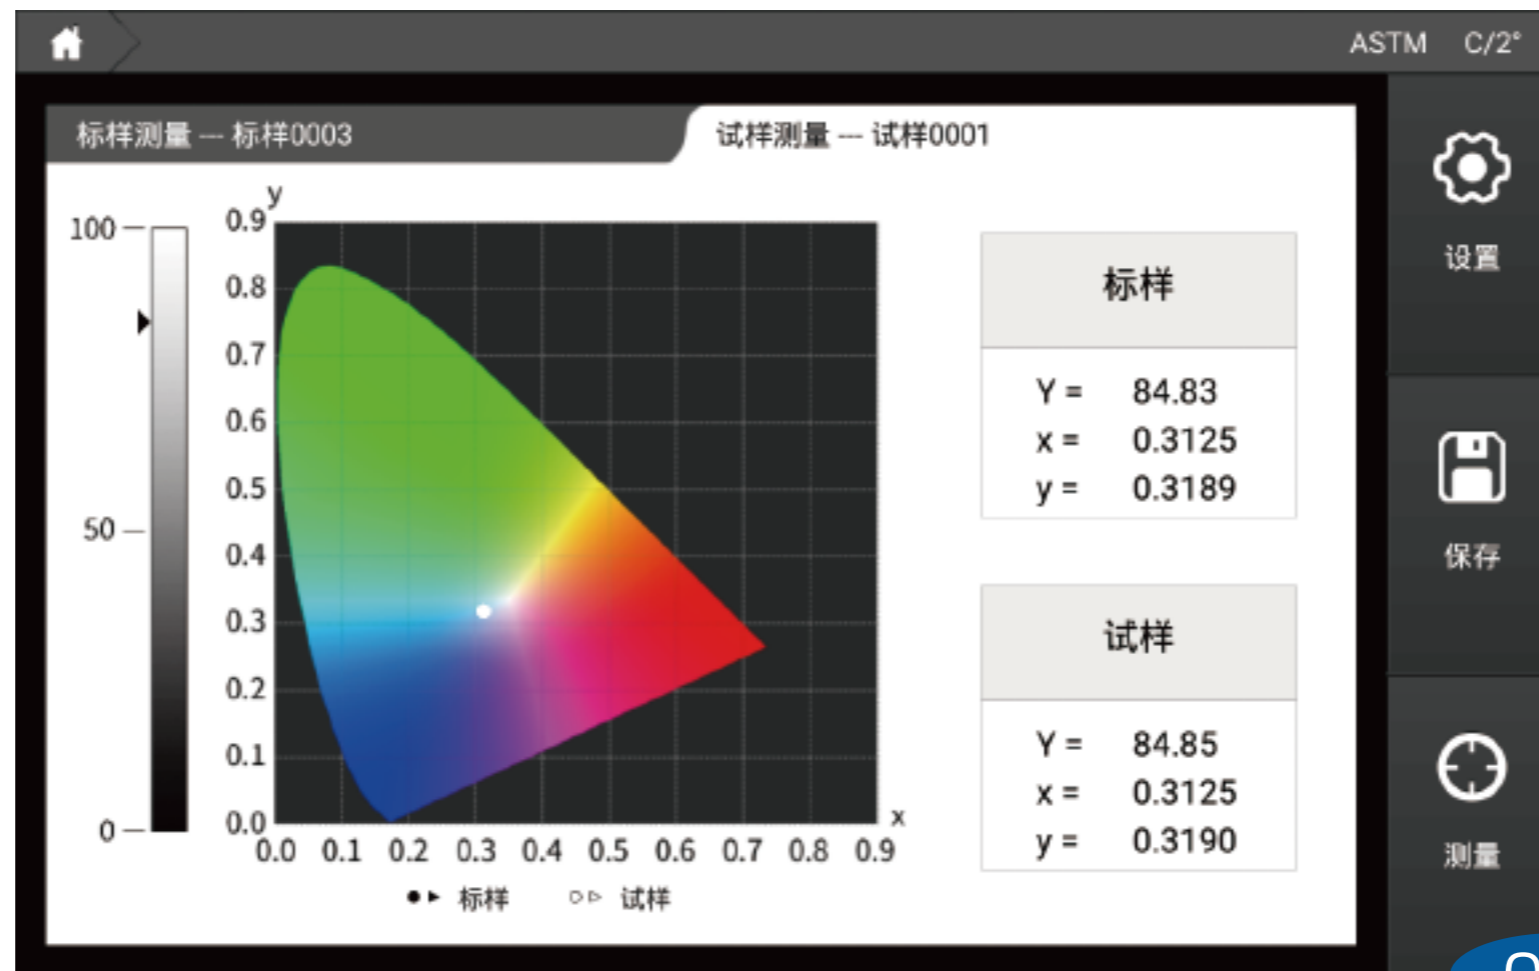 ASTM C/2°
标样测量 --- 标样0003
试样测量 --- 试样0001
设置
保存
测量
100
50
0
y
0.9
0.8
0.7
0.6
0.5
0.4
0.3
0.2
0.1
0.0
x
0.0 0.1 0.2 0.3 0.4 0.5 0.6 0.7 0.8 0.9
标样 试样
标样
Y = 84.83
x = 0.3125
y = 0.3189
试样
Y = 84.85
x = 0.3125
y = 0.3190